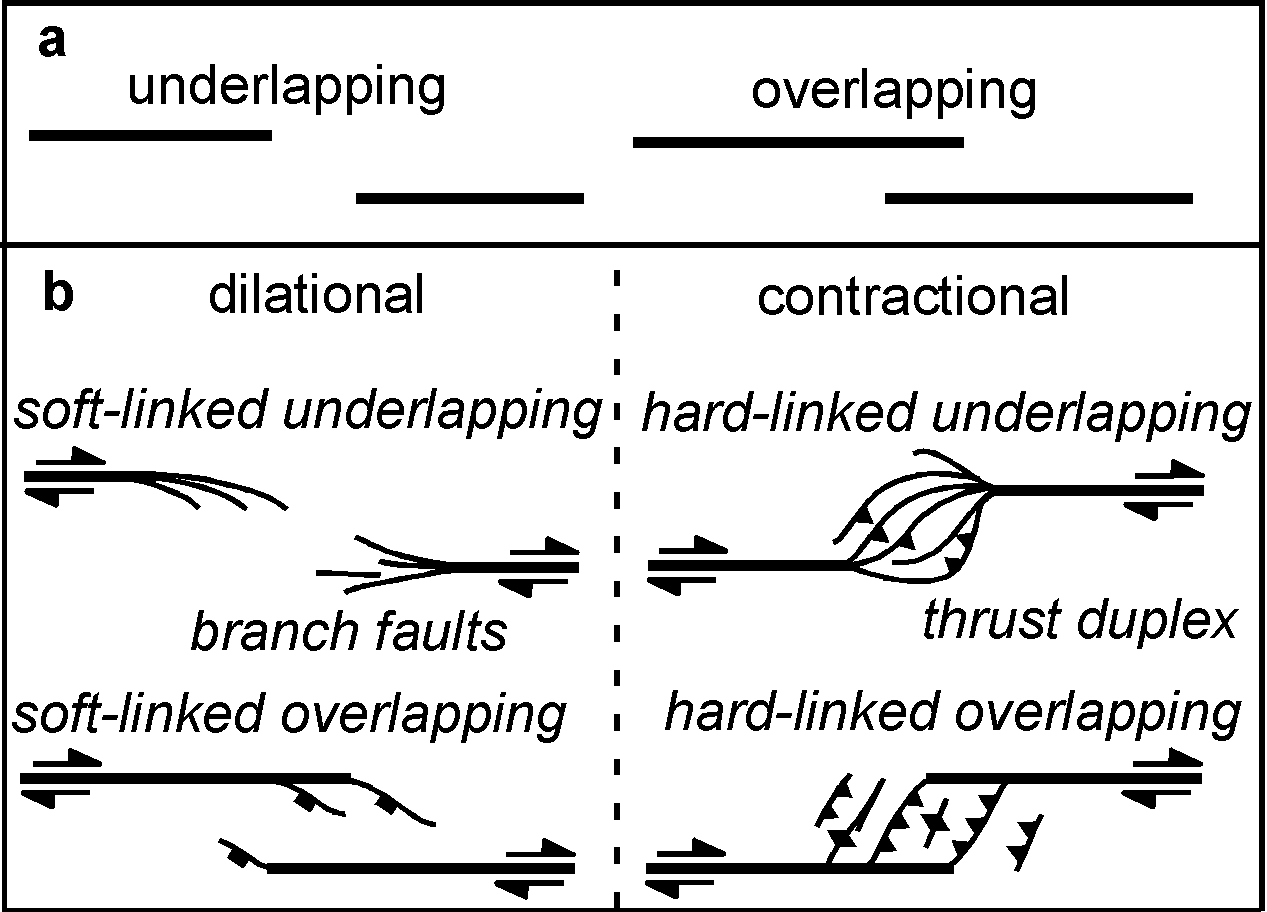 a
underlapping
overlapping
b
dilational
contractional
soft-linked underlapping
hard-linked underlapping
branch faults
thrust duplex
soft-linked overlapping
hard-linked overlapping